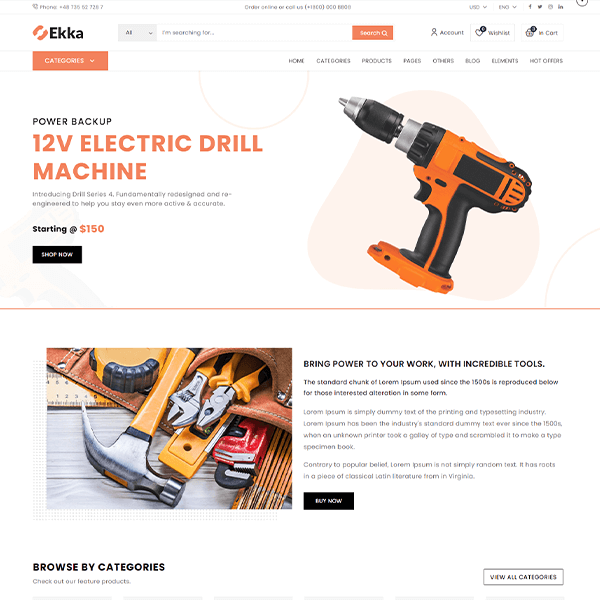 Phone: +48 135 62 728 7
Order online or call us (+1800) 000 8808
USD
ENG
Ekka
All
I'm searching for...
Search
Account
0
Wishlist
3
in Cart
CATEGORIES
HOME
CATEGORIES
PRODUCTS
PAGES
OTHERS
BLOG
ELEMENTS
HOT OFFERS
POWER BACKUP
12V ELECTRIC DRILL
MACHINE
Introducing Drill Series 4, Fundamentally redesigned and re-
engineered to help you stay even more active & accurate.
Starting @ $150
SHOP NOW
BRING POWER TO YOUR WORK, WITH INCREDIBLE TOOLS.
The standard chunk of Lorem Ipsum used since the 1500s is reproduced below
for those interested alteration in some form.
Lorem Ipsum is simply dummy text of the printing and typesetting industry.
Lorem Ipsum has been the industry's standard dummy text ever since the 1500s,
when an unknown printer took a galley of type and scrambled it to make a type
specimen book.
Contrary to popular belief, Lorem Ipsum is not simply random text. It has roots
in a piece of classical Latin literature from in Virginia.
BUY NOW
BROWSE BY CATEGORIES
Check out our feature products.
VIEW ALL CATEGORIES